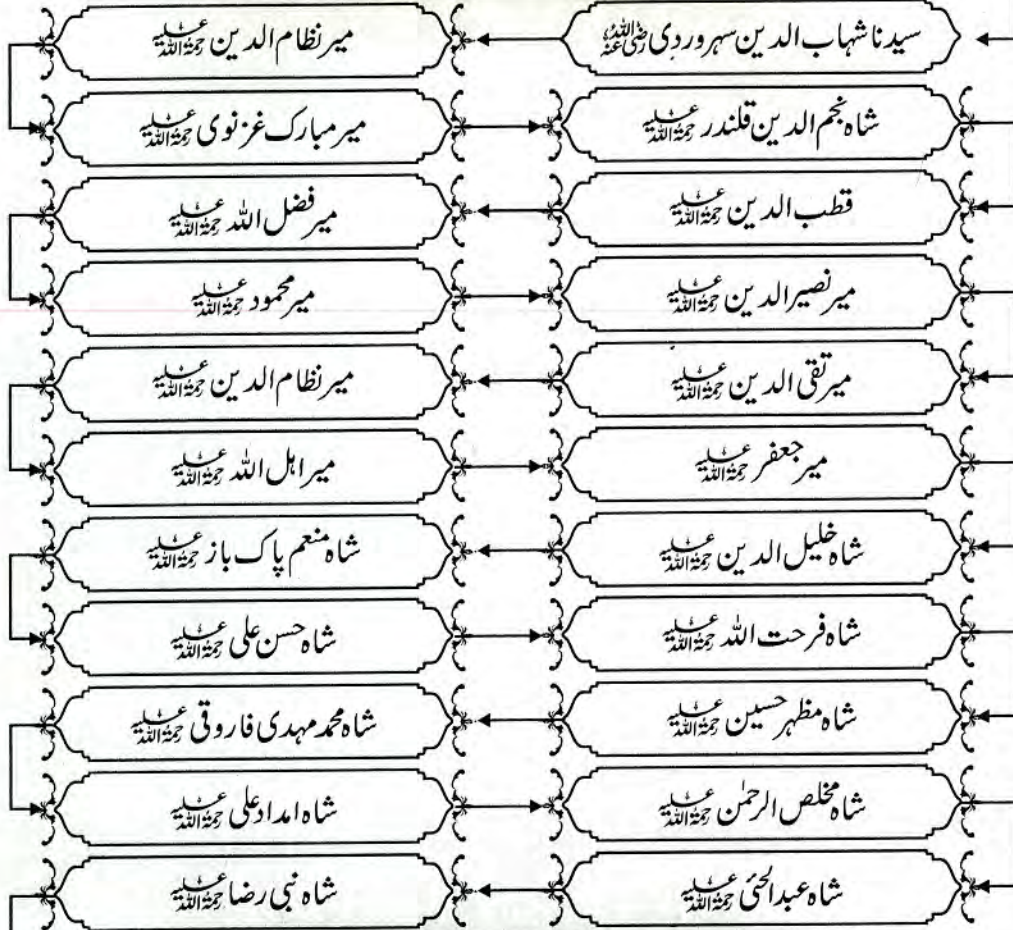 سیدنا شہاب الدین سہروردی رضی اللہ عنہ
میر نظام الدین رحمۃ اللہ علیہ
شاہ نجم الدین قلندر رحمۃ اللہ علیہ
میر مبارک غزنوی رحمۃ اللہ علیہ
قطب الدین رحمۃ اللہ علیہ
میر فضل اللہ رحمۃ اللہ علیہ
میر نصیر الدین رحمۃ اللہ علیہ
میر محمود رحمۃ اللہ علیہ
میر تقی الدین رحمۃ اللہ علیہ
میر نظام الدین رحمۃ اللہ علیہ
میر جعفر رحمۃ اللہ علیہ
میر اہل اللہ رحمۃ اللہ علیہ
شاہ خلیل الدین رحمۃ اللہ علیہ
شاہ منعم پاک باز رحمۃ اللہ علیہ
شاہ فرحت اللہ رحمۃ اللہ علیہ
شاہ حسن علی رحمۃ اللہ علیہ
شاہ مظہر حسین رحمۃ اللہ علیہ
شاہ محمد مہدی فاروقی رحمۃ اللہ علیہ
شاہ مخلص الرحمٰن رحمۃ اللہ علیہ
شاہ امداد علی رحمۃ اللہ علیہ
شاہ عبد الحئی رحمۃ اللہ علیہ
شاہ نبی رضا رحمۃ اللہ علیہ